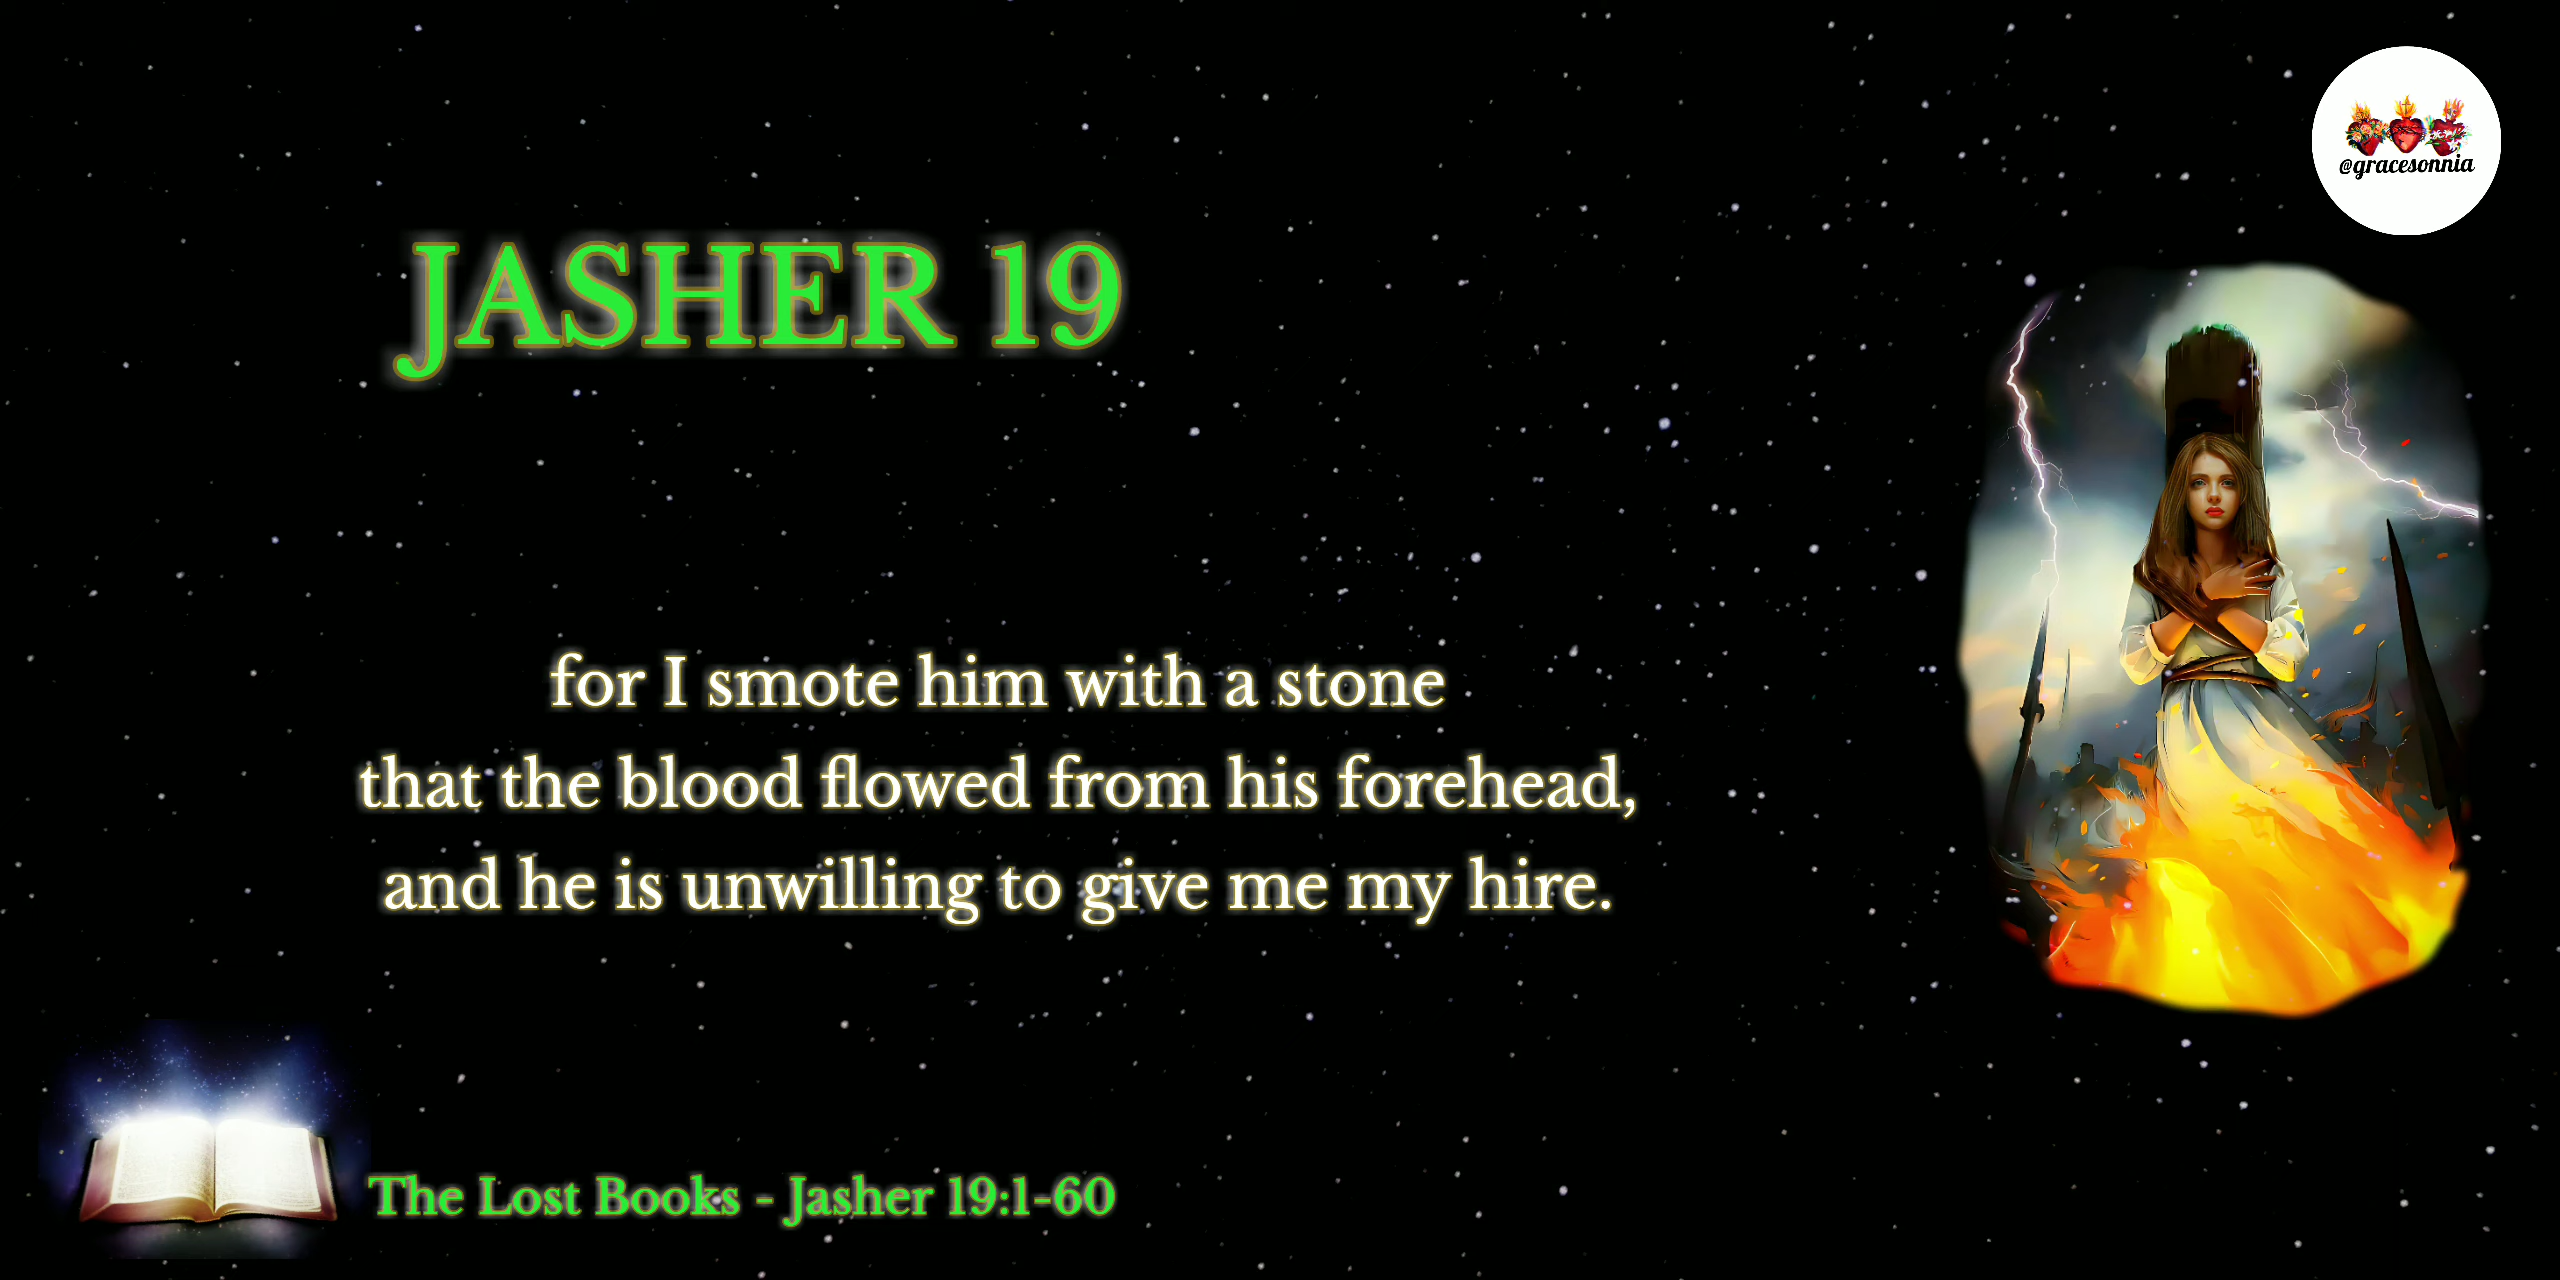 @gracesonnia
JASHER 19
for I smote him with a stone
that the blood flowed from his forehead,
and he is unwilling to give me my hire.
The Lost Books - Jasher 19:1-60